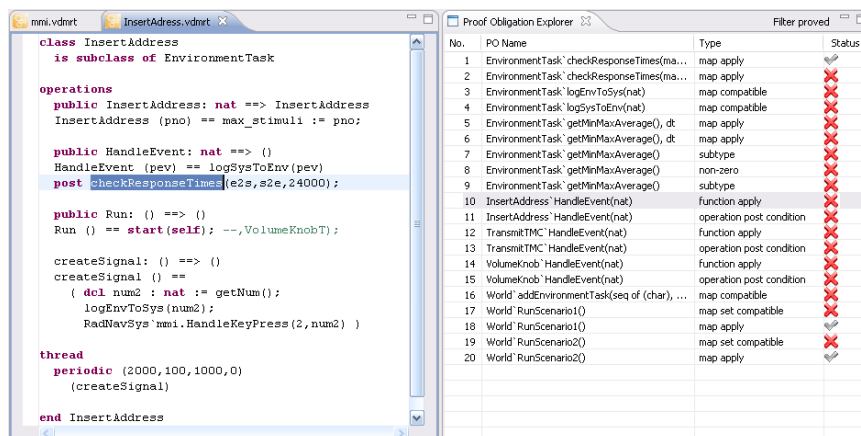 mmi.vdmrt
InsertAdress.vdmrt
class InsertAddress
is subclass of EnvironmentTask
operations
public InsertAddress: nat ==> InsertAddress
InsertAddress (pno) == max_stimuli := pno;
public HandleEvent: nat ==> ()
HandleEvent (pev) == logSysToEnv(pev)
post checkResponseTimes(e2s,s2e,24000);
public Run: () ==> ()
Run () == start(self); --,VolumeKnobT);
createSignal: () ==> ()
createSignal () ==
( dcl num2 : nat := getNum();
logEnvToSys(num2);
RadNavSys`mmi.HandleKeyPress(2,num2) )
thread
periodic (2000,100,1000,0)
(createSignal)
end InsertAddress
Proof Obligation Explorer
Filter proved
No. PO Name Type Status
1 EnvironmentTask`checkResponseTimes(ma... map apply
2 EnvironmentTask`checkResponseTimes(ma... map apply
3 EnvironmentTask`logEnvToSys(nat) map compatible
4 EnvironmentTask`logSysToEnv(nat) map compatible
5 EnvironmentTask`getMinMaxAverage(), dt map apply
6 EnvironmentTask`getMinMaxAverage(), dt map apply
7 EnvironmentTask`getMinMaxAverage() subtype
8 EnvironmentTask`getMinMaxAverage() non-zero
9 EnvironmentTask`getMinMaxAverage() subtype
10 InsertAddress`HandleEvent(nat) function apply
11 InsertAddress`HandleEvent(nat) operation post condition
12 TransmitTMC`HandleEvent(nat) function apply
13 TransmitTMC`HandleEvent(nat) operation post condition
14 VolumeKnob`HandleEvent(nat) function apply
15 VolumeKnob`HandleEvent(nat) operation post condition
16 World`addEnvironmentTask(seq of (char), ... map compatible
17 World`RunScenario1() map set compatible
18 World`RunScenario1() map apply
19 World`RunScenario2() map set compatible
20 World`RunScenario2() map apply